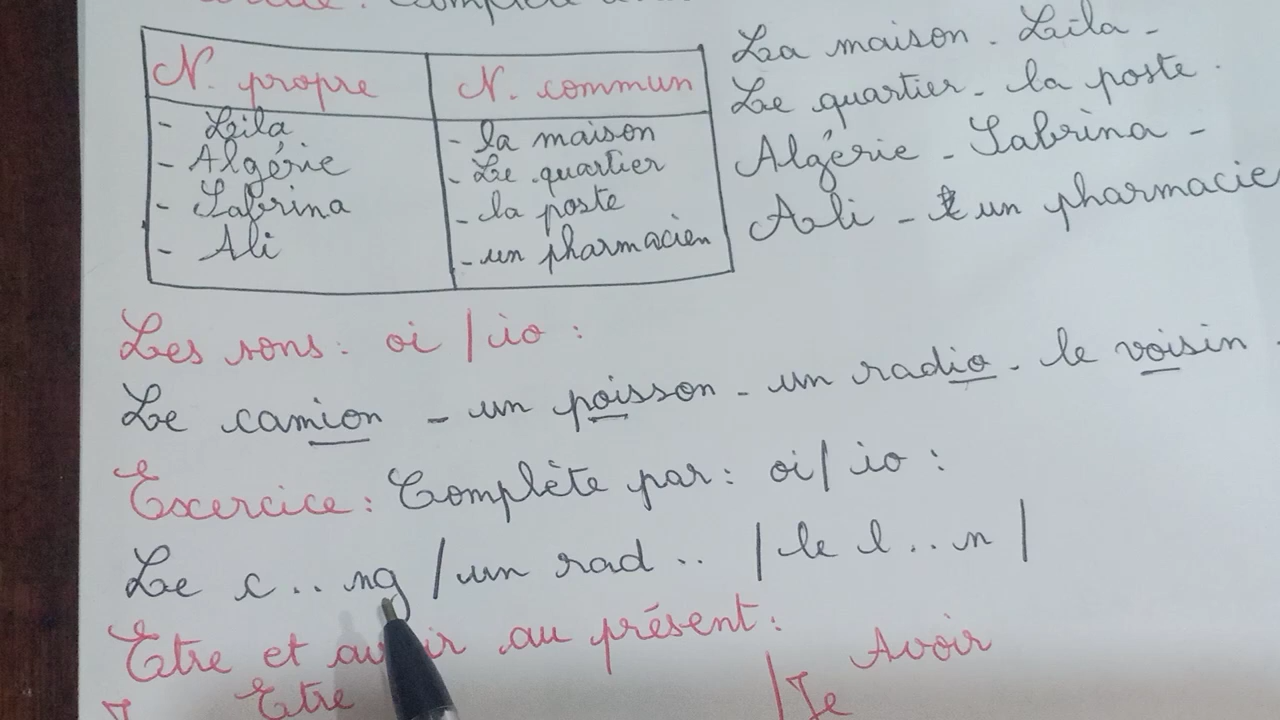 N. propre N. commun
- Lila - la maison
- Algérie - Le quartier
- Sabrina - la poste
- Ali - un pharmacien
La maison - Lila -
Le quartier - la poste.
Algérie - Sabrina -
Ali - un pharmacie
Les sons: oi / io :
Le camion - un poisson - un radio - le voisin.
Exercice: Complète par: oi / io :
Le c.. ng / un rad .. / le l..n /
Etre et avoir au présent:
Etre Avoir
/ Je